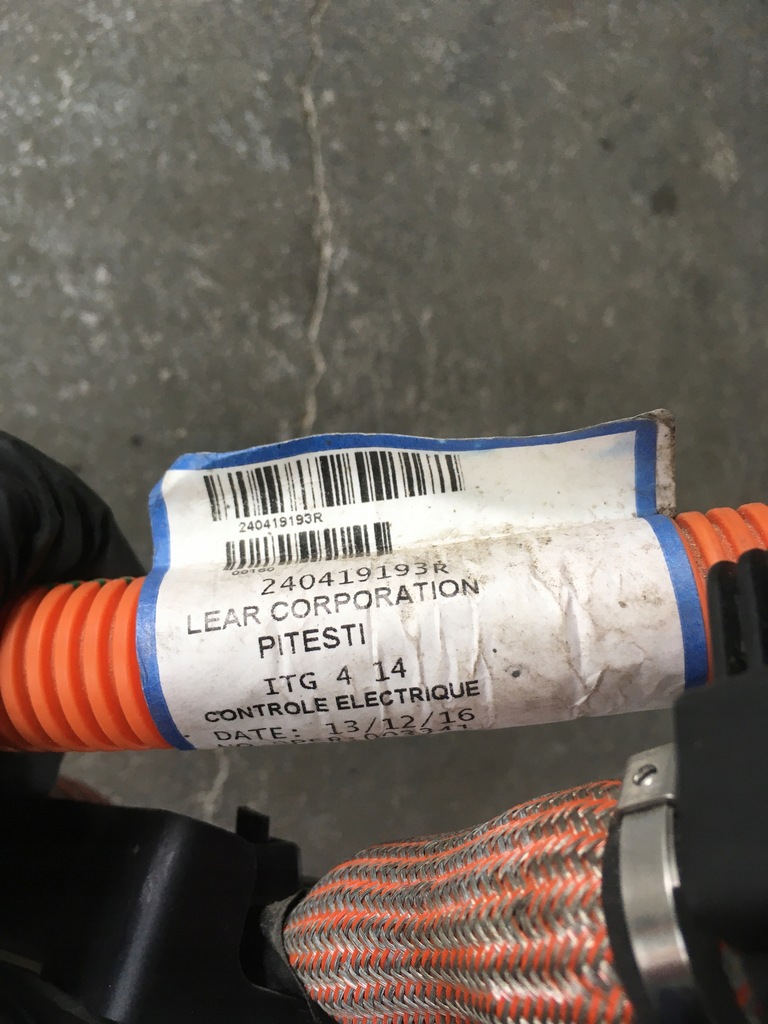 240419193R
240419193R
LEAR CORPORATION
PITESTI
ITG 4 14
CONTROLE ELECTRIQUE
DATE: 13/12/16